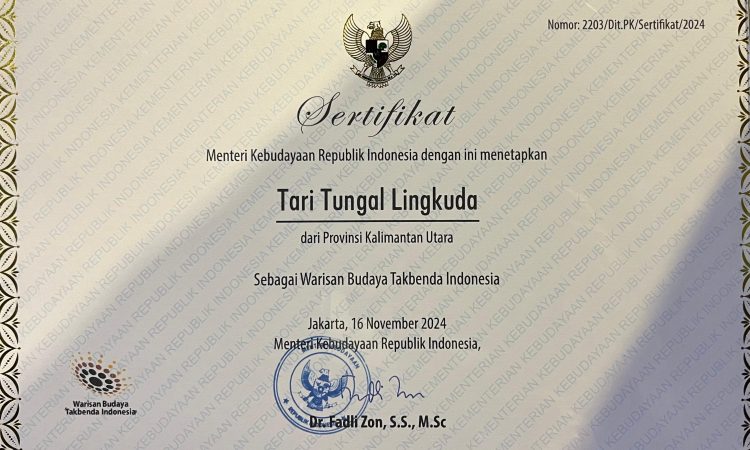 Nomor: 2203/Dit.PK/Sertifikat/2024
Sertifikat
Menteri Kebudayaan Republik Indonesia dengan ini menetapkan
Tari Tungal Lingkuda
dari Provinsi Kalimantan Utara
Sebagai Warisan Budaya Takbenda Indonesia
Jakarta, 16 November 2024
Menteri Kebudayaan Republik Indonesia,
Dr. Fadli Zon, S.S., M.Sc
Warisan Budaya
Takbenda Indonesia